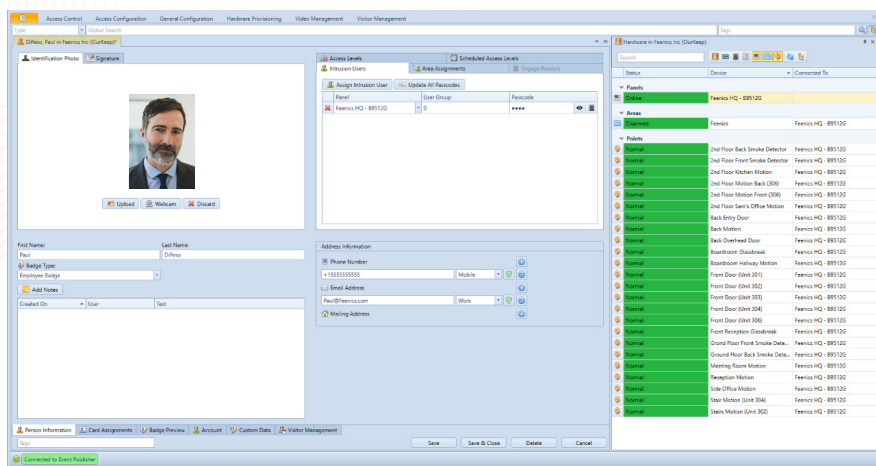 Access Control Access Configuration General Configuration Hardware Provisioning Video Management Visitor Management
Type Global Search Tags
DiPeso, Paul in Feenics Inc (OurKeep)*
Identification Photo Signature
Upload Webcam Discard
First Name: Last Name:
Paul DiPeso
Badge Type:
Employee Badge
Add Notes
Created On User Text
Access Levels Scheduled Access Levels
Intrusion Users Area Assignments Engage Readers
Assign Intrusion User Update All Passcodes
Panel User Group Passcode
Feenics HQ - B9512G 0 ••••
Address Information
Phone Number
+15555555555 Mobile
Email Address
Paul@Feenics.com Work
Mailing Address
Person Information Card Assignments Badge Preview Account Custom Data Visitor Management
Tags Save Save & Close Delete Cancel
Connected to Event Publisher
Hardware in Feenics Inc (OurKeep)
Search
Status Device Connected To
Panels
Online Feenics HQ - B9512G
Areas
Disarmed Feenics Feenics HQ - B9512G
Points
Normal 2nd Floor Back Smoke Detector Feenics HQ - B9512G
Normal 2nd Floor Front Smoke Detector Feenics HQ - B9512G
Normal 2nd Floor Kitchen Motion Feenics HQ - B9512G
Normal 2nd Floor Motion Back (306) Feenics HQ - B9512G
Normal 2nd Floor Motion Front (306) Feenics HQ - B9512G
Normal 2nd Floor Sam's Office Motion Feenics HQ - B9512G
Normal Back Entry Door Feenics HQ - B9512G
Normal Back Motion Feenics HQ - B9512G
Normal Back Overhead Door Feenics HQ - B9512G
Normal Boardroom Glassbreak Feenics HQ - B9512G
Normal Boardroom Hallway Motion Feenics HQ - B9512G
Normal Front Door (Unit 301) Feenics HQ - B9512G
Normal Front Door (Unit 302) Feenics HQ - B9512G
Normal Front Door (Unit 303) Feenics HQ - B9512G
Normal Front Door (Unit 304) Feenics HQ - B9512G
Normal Front Door (Unit 306) Feenics HQ - B9512G
Normal Front Reception Glassbreak Feenics HQ - B9512G
Normal Grond Floor Front Smoke Dete... Feenics HQ - B9512G
Normal Ground Floor Back Smoke Dete... Feenics HQ - B9512G
Normal Meeting Room Motion Feenics HQ - B9512G
Normal Reception Motion Feenics HQ - B9512G
Normal Side Office Motion Feenics HQ - B9512G
Normal Stair Motion (Unit 304) Feenics HQ - B9512G
Normal Stairs Motion (Unit 302) Feenics HQ - B9512G